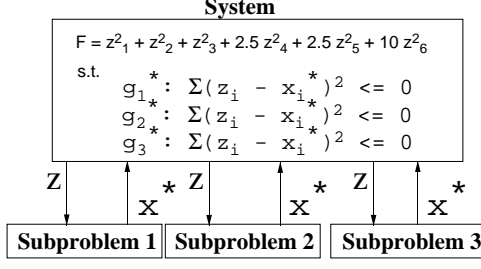 System
F = z²₁ + z²₂ + z²₃ + 2.5 z²₄ + 2.5 z²₅ + 10 z²₆
s.t.
g₁*: Σ(zᵢ - xᵢ*)² <= 0
g₂*: Σ(zᵢ - xᵢ*)² <= 0
g₃*: Σ(zᵢ - xᵢ*)² <= 0
z x* z x* z x*
Subproblem 1 Subproblem 2 Subproblem 3